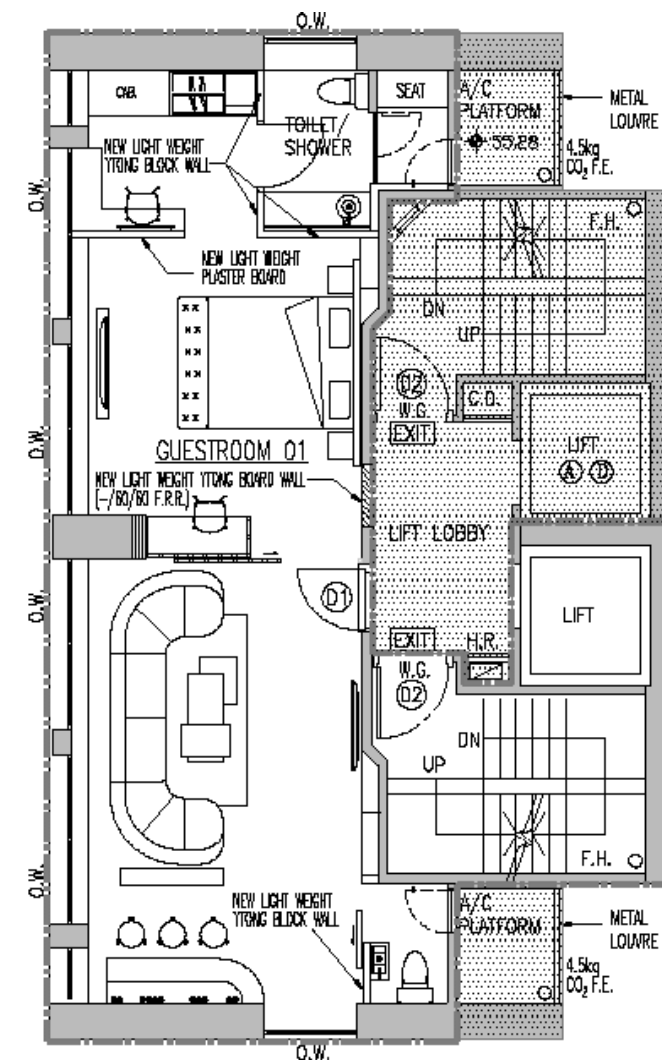 O.W.
CAB.
SEAT
A/C
PLATFORM
METAL
LOUVRE
TOILET
SHOWER
55.28
4.5kg
CO₂ F.E.
NEW LIGHT WEIGHT
YTONG BLOCK WALL
O.W.
F.H.
NEW LIGHT WEIGHT
PLASTER BOARD
DN
UP
D2
W.G.
C.D.
EXIT
O.W.
GUESTROOM 01
LIFT
A D
NEW LIGHT WEIGHT YTONG BOARD WALL
(-/60/60 F.R.R.)
LIFT LOBBY
O.W.
D1
LIFT
EXIT
H.R.
W.G.
D2
DN
UP
F.H.
O.W.
NEW LIGHT WEIGHT
YTONG BLOCK WALL
A/C
PLATFORM
METAL
LOUVRE
4.5kg
CO₂ F.E.
O.W.